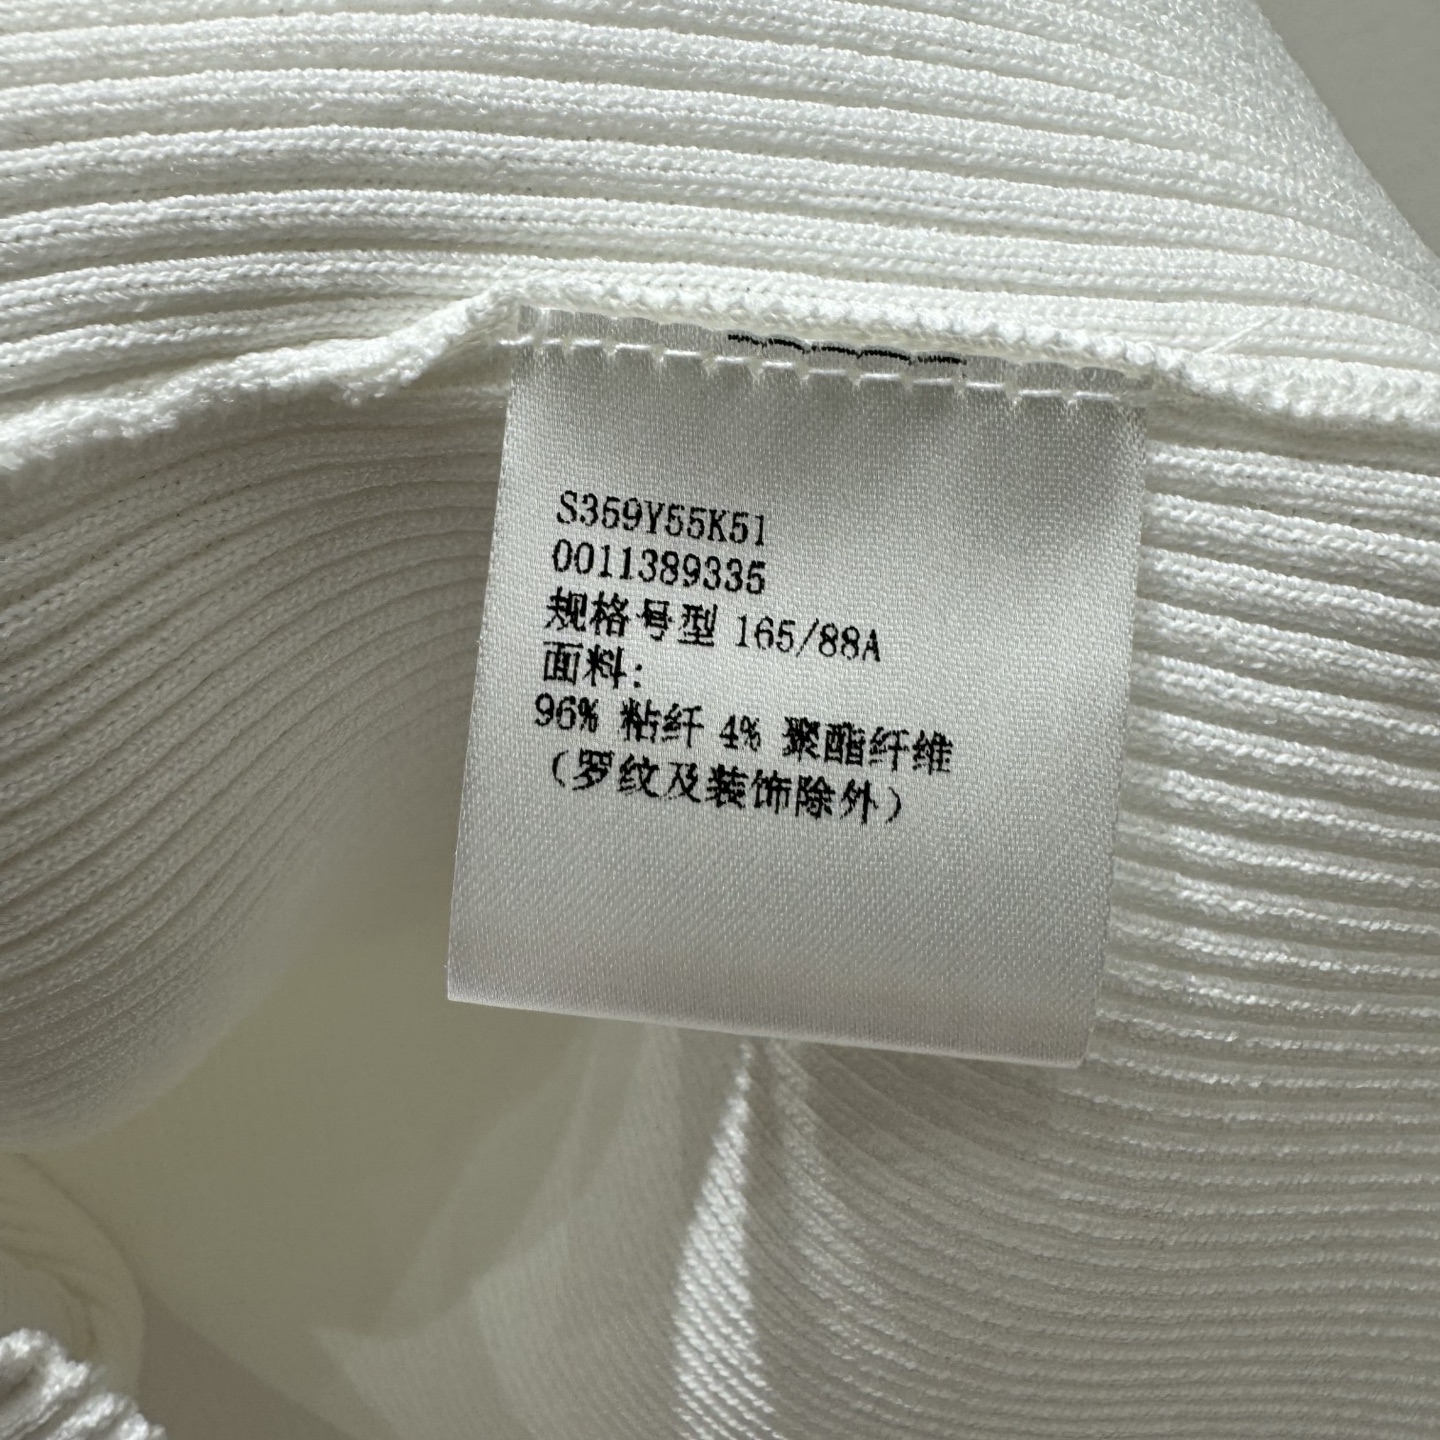 S359Y55K51
0011389335
规格号型 165/88A
面料:
96% 粘纤 4% 聚酯纤维
(罗纹及装饰除外)